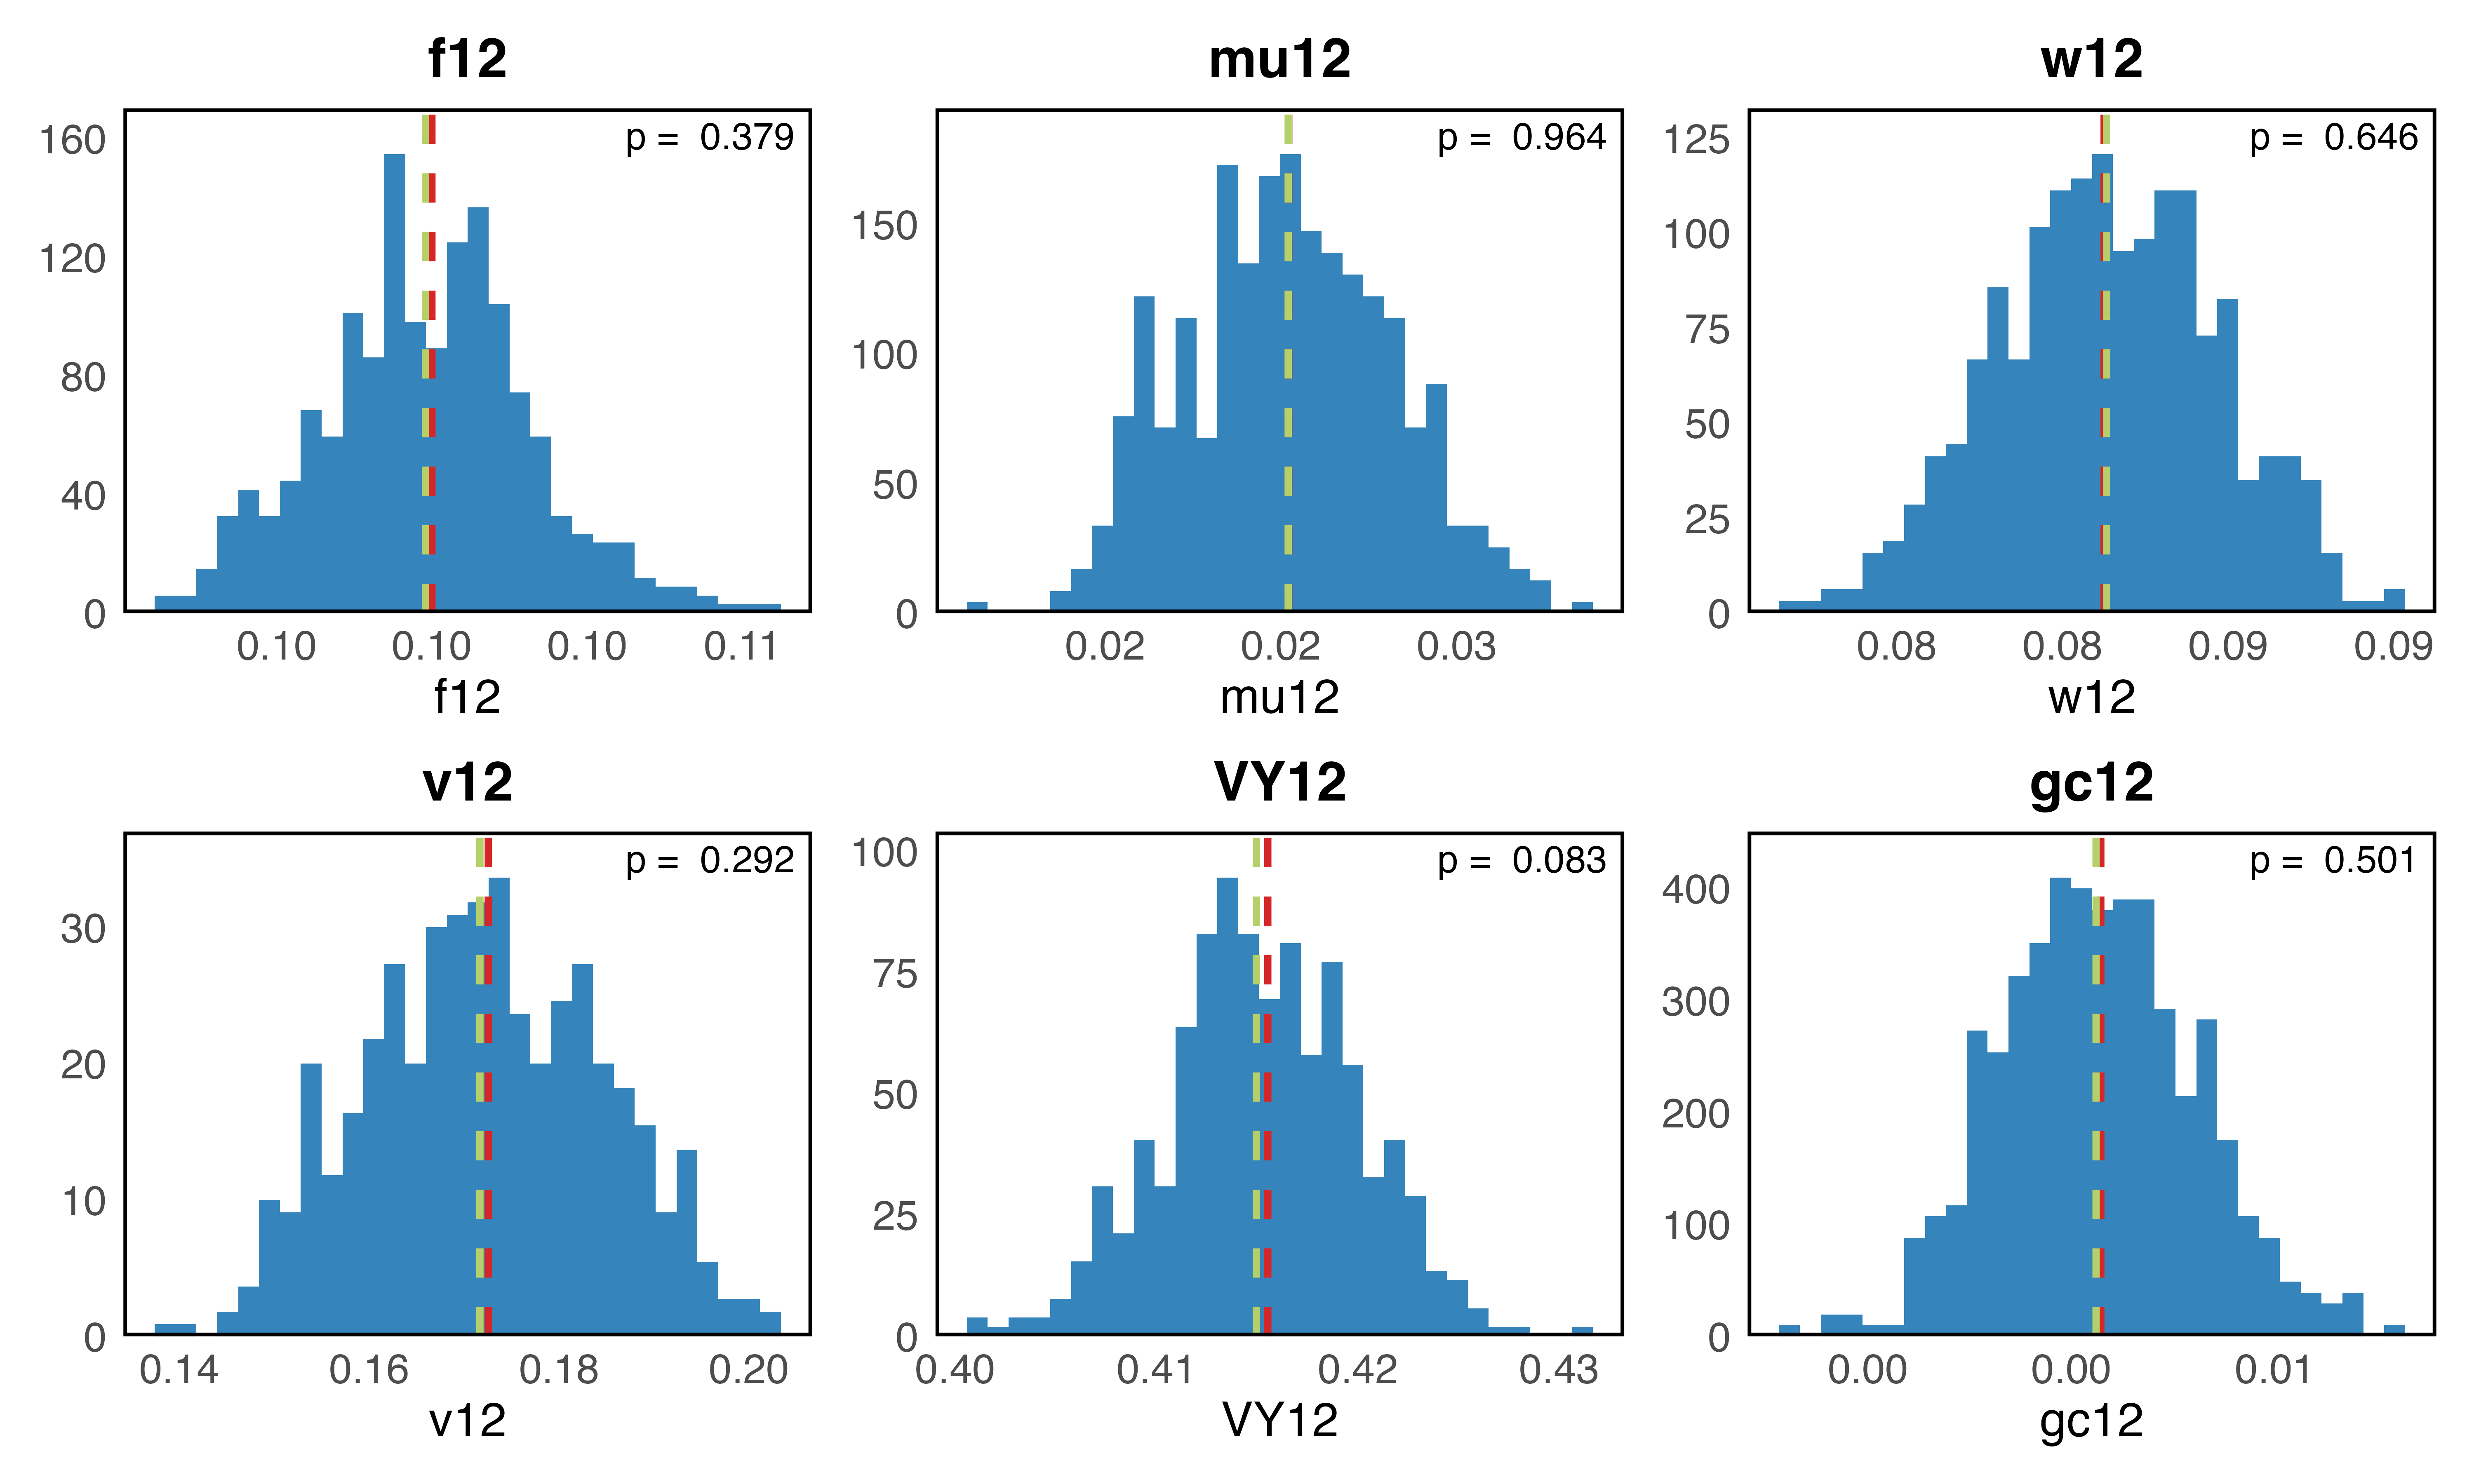 f12
p = 0.379
160
120
80
40
0
0.10 0.10 0.10 0.11
f12
mu12
p = 0.964
150
100
50
0
0.02 0.02 0.03
mu12
w12
p = 0.646
125
100
75
50
25
0
0.08 0.08 0.09 0.09
w12
v12
p = 0.292
30
20
10
0
0.14 0.16 0.18 0.20
v12
VY12
p = 0.083
100
75
50
25
0
0.40 0.41 0.42 0.43
VY12
gc12
p = 0.501
400
300
200
100
0
0.00 0.00 0.01
gc12